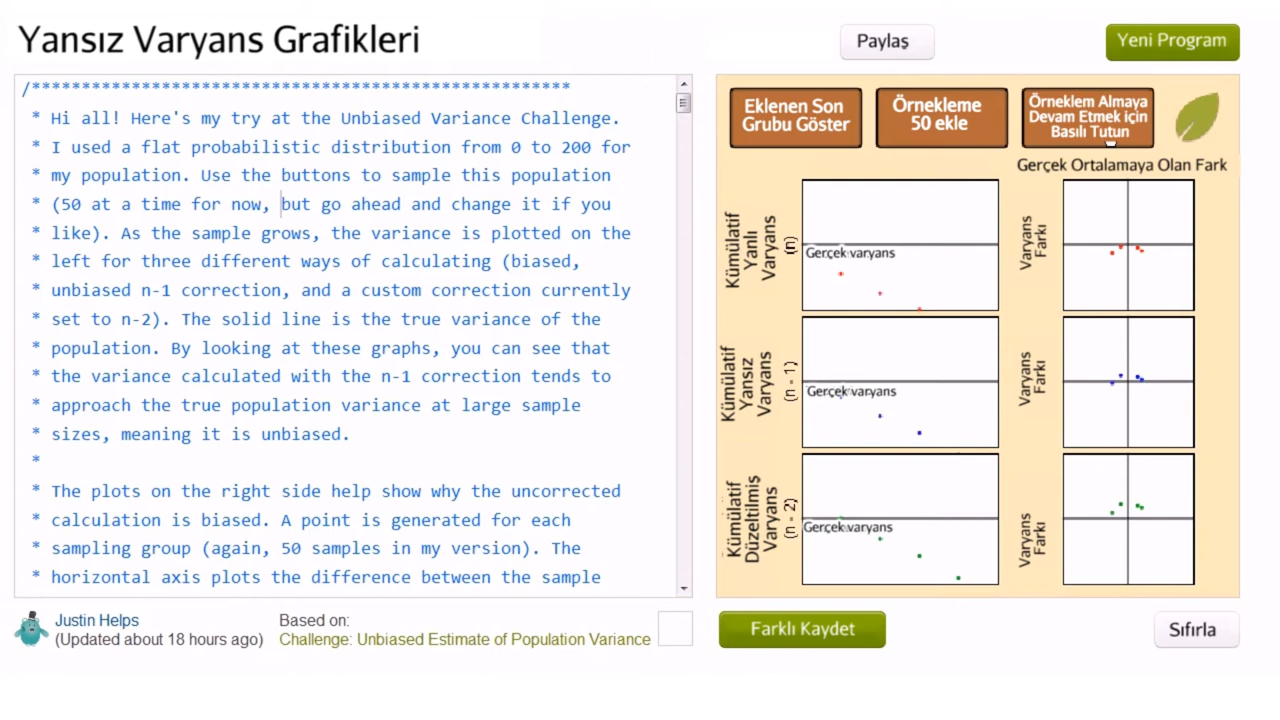 Yansız Varyans Grafikleri
Paylaş
Yeni Program
/******************************************************
* Hi all! Here's my try at the Unbiased Variance Challenge.
* I used a flat probabilistic distribution from 0 to 200 for
* my population. Use the buttons to sample this population
* (50 at a time for now, but go ahead and change it if you
* like). As the sample grows, the variance is plotted on the
* left for three different ways of calculating (biased,
* unbiased n-1 correction, and a custom correction currently
* set to n-2). The solid line is the true variance of the
* population. By looking at these graphs, you can see that
* the variance calculated with the n-1 correction tends to
* approach the true population variance at large sample
* sizes, meaning it is unbiased.
*
* The plots on the right side help show why the uncorrected
* calculation is biased. A point is generated for each
* sampling group (again, 50 samples in my version). The
* horizontal axis plots the difference between the sample
Eklenen Son
Grubu Göster
Örnekleme
50 ekle
Örneklem Almaya
Devam Etmek için
Basılı Tutun
Gerçek Ortalamaya Olan Fark
Kümülatif
Yanlı
Varyans
(n)
Gerçek varyans
Varyans
Farkı
Kümülatif
Yansız
Varyans
(n - 1)
Gerçek varyans
Varyans
Farkı
Kümülatif
Düzeltilmiş
Varyans
(n - 2)
Gerçek varyans
Varyans
Farkı
Justin Helps
(Updated about 18 hours ago)
Based on:
Challenge: Unbiased Estimate of Population Variance
Farklı Kaydet
Sıfırla